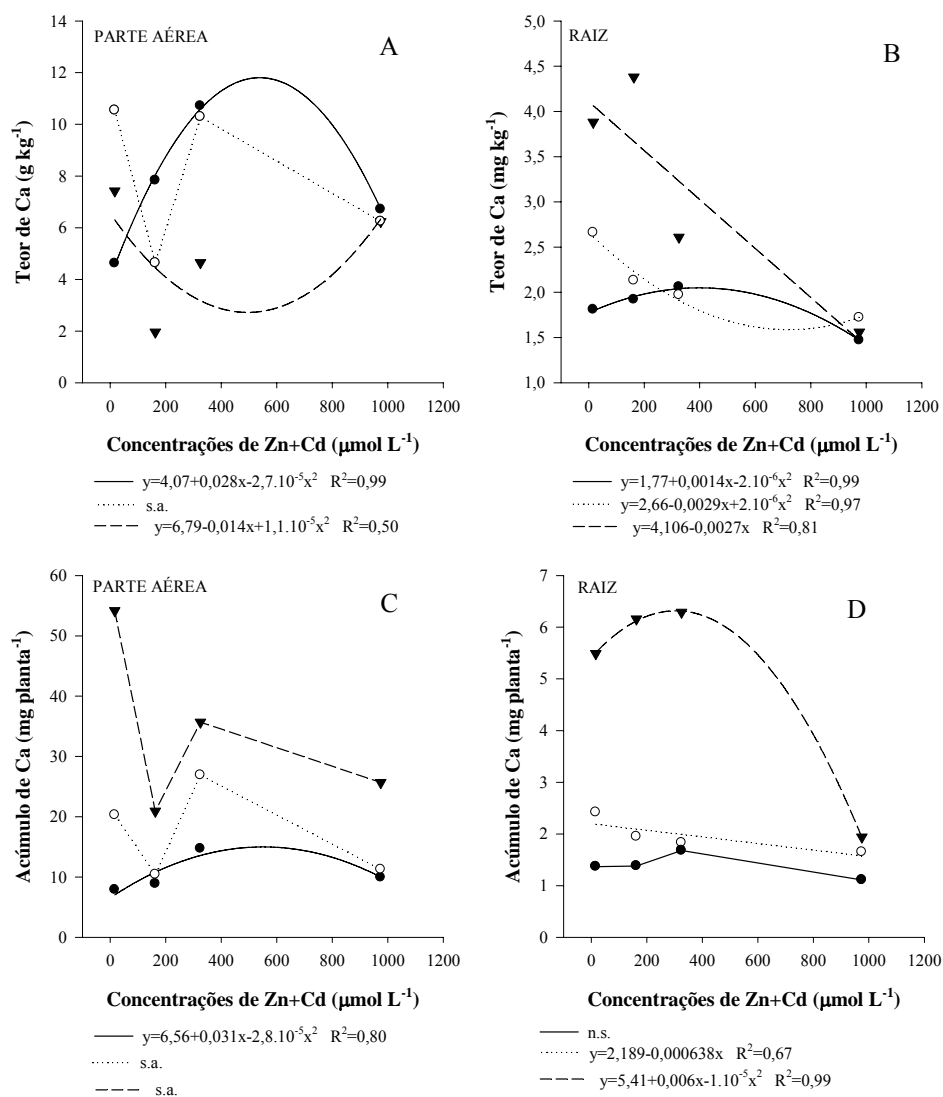 PARTE AÉREA
A
Teor de Ca (g kg⁻¹)
14
12
10
8
6
4
2
0
0 200 400 600 800 1000 1200
Concentrações de Zn+Cd (μmol L⁻¹)
y=4,07+0,028x-2,7.10⁻⁵x² R²=0,99
s.a.
y=6,79-0,014x+1,1.10⁻⁵x² R²=0,50
RAIZ
B
Teor de Ca (mg kg⁻¹)
5,0
4,5
4,0
3,5
3,0
2,5
2,0
1,5
1,0
0 200 400 600 800 1000 1200
Concentrações de Zn+Cd (μmol L⁻¹)
y=1,77+0,0014x-2.10⁻⁶x² R²=0,99
y=2,66-0,0029x+2.10⁻⁶x² R²=0,97
y=4,106-0,0027x R²=0,81
PARTE AÉREA
C
Acúmulo de Ca (mg planta⁻¹)
60
50
40
30
20
10
0
0 200 400 600 800 1000 1200
Concentrações de Zn+Cd (μmol L⁻¹)
y=6,56+0,031x-2,8.10⁻⁵x² R²=0,80
s.a.
s.a.
RAIZ
D
Acúmulo de Ca (mg planta⁻¹)
7
6
5
4
3
2
1
0
0 200 400 600 800 1000 1200
Concentrações de Zn+Cd (μmol L⁻¹)
n.s.
y=2,189-0,000638x R²=0,67
y=5,41+0,006x-1.10⁻⁵x² R²=0,99